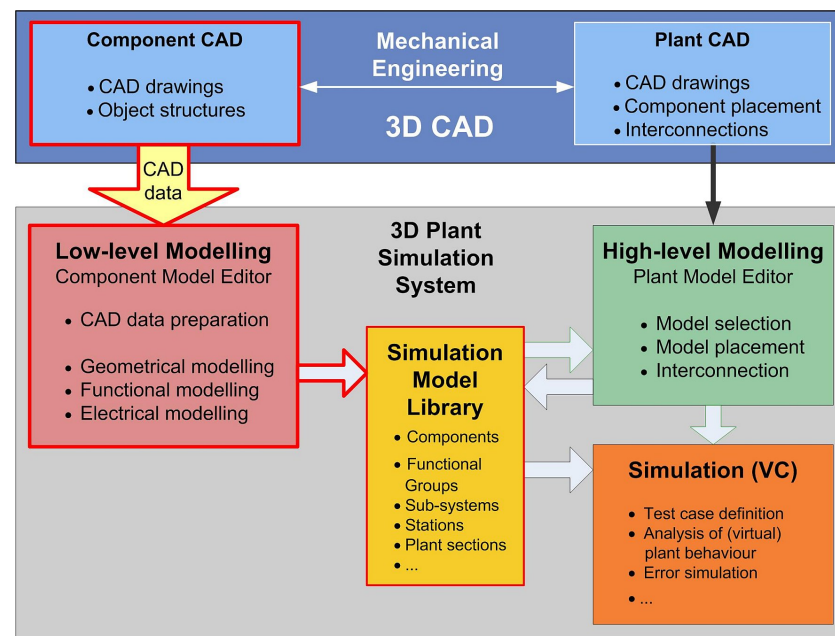 Component CAD
• CAD drawings
• Object structures
Mechanical
Engineering
3D CAD
Plant CAD
• CAD drawings
• Component placement
• Interconnections
CAD
data
Low-level Modelling
Component Model Editor
• CAD data preparation
• Geometrical modelling
• Functional modelling
• Electrical modelling
3D Plant
Simulation
System
Simulation
Model
Library
• Components
• Functional
Groups
• Sub-systems
• Stations
• Plant sections
• ...
High-level Modelling
Plant Model Editor
• Model selection
• Model placement
• Interconnection
Simulation (VC)
• Test case definition
• Analysis of (virtual)
plant behaviour
• Error simulation
• ...